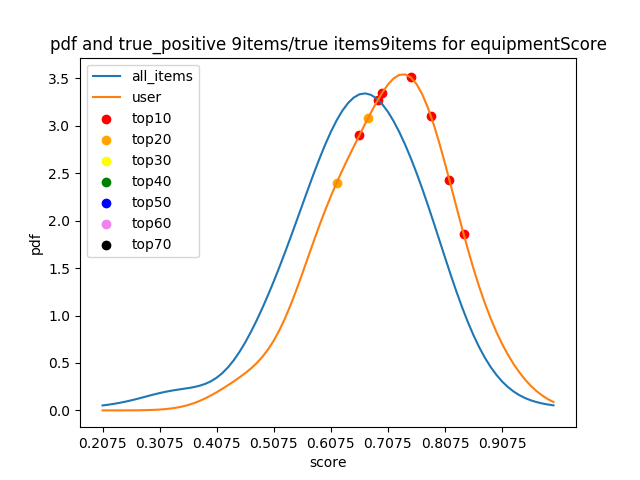 pdf and true_positive 9items/true items9items for equipmentScore
all_items
user
top10
top20
top30
top40
top50
top60
top70
3.5
3.0
2.5
2.0
1.5
1.0
0.5
0.0
pdf
0.2075 0.3075 0.4075 0.5075 0.6075 0.7075 0.8075 0.9075
score